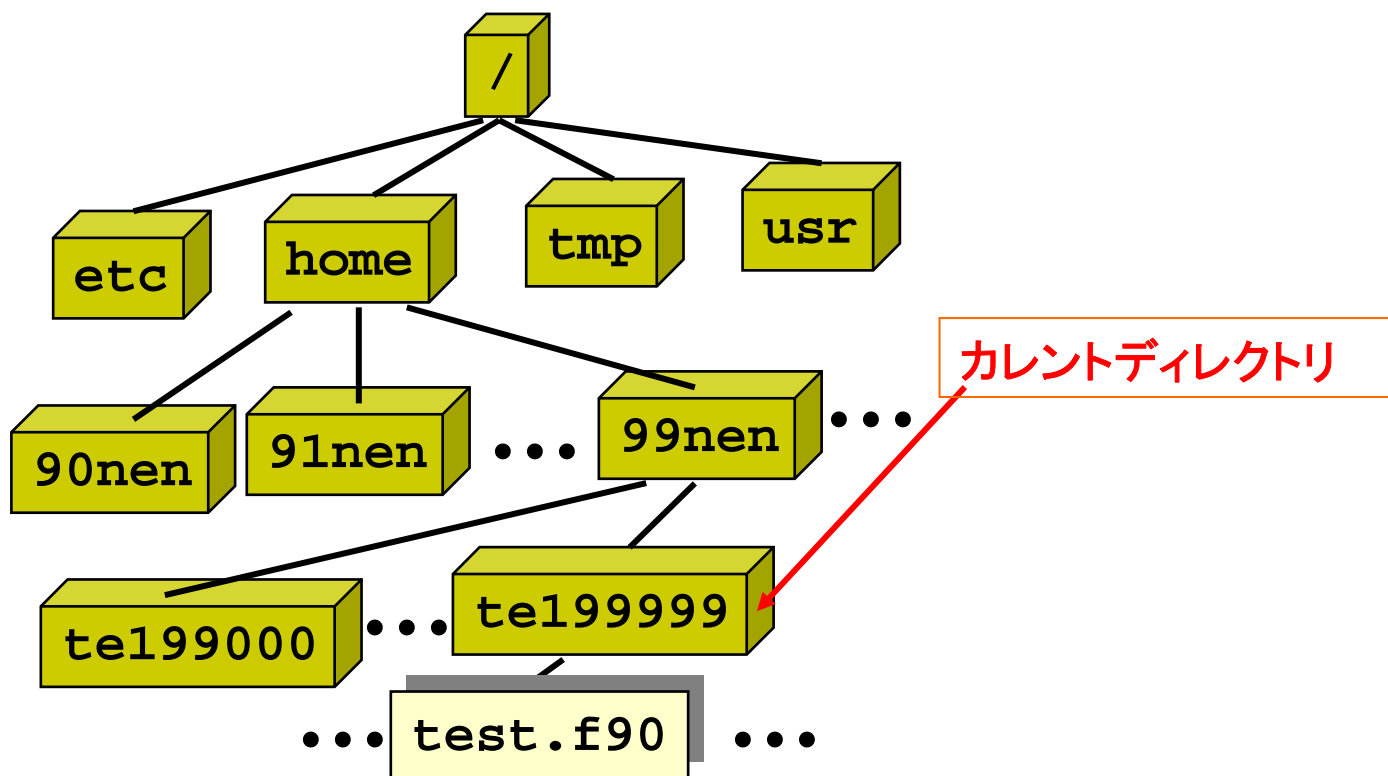 /
etc
home
tmp
usr
カレントディレクトリ
90nen
91nen
•••
99nen
•••
te199000
•••
te199999
•••
test.f90
•••